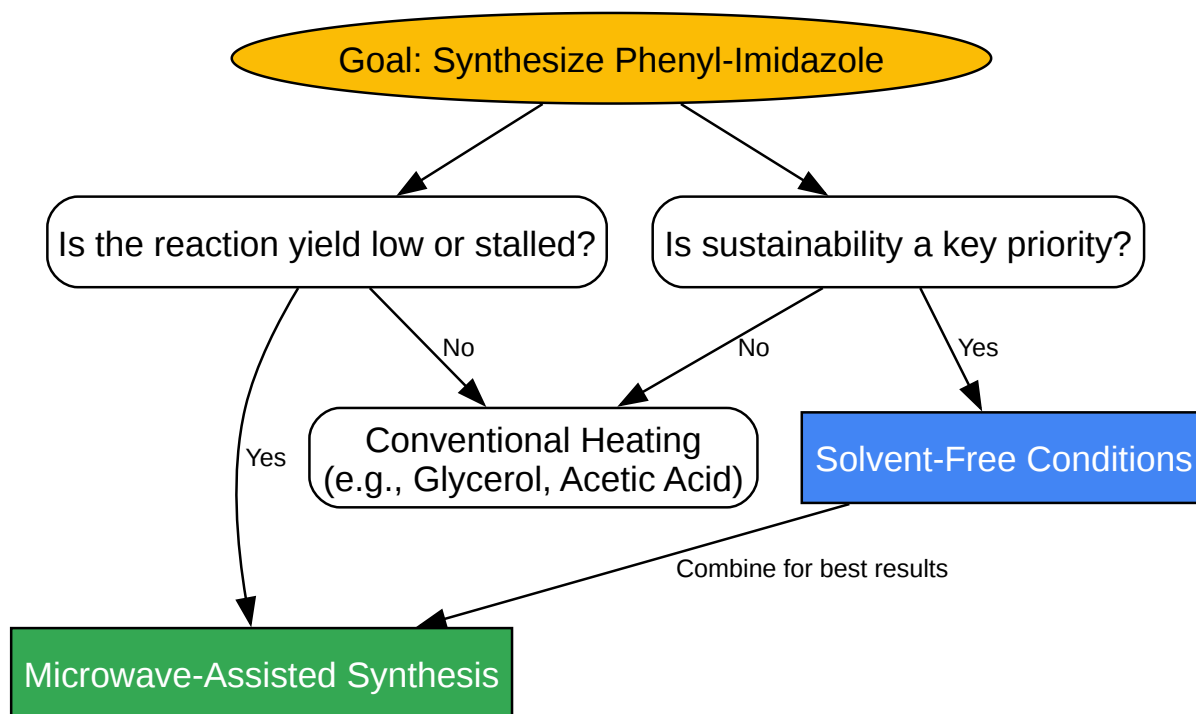 Goal: Synthesize Phenyl-Imidazole
Is the reaction yield low or stalled?
Is sustainability a key priority?
No
No
Yes
Conventional Heating
(e.g., Glycerol, Acetic Acid)
Solvent-Free Conditions
Yes
Combine for best results
Microwave-Assisted Synthesis